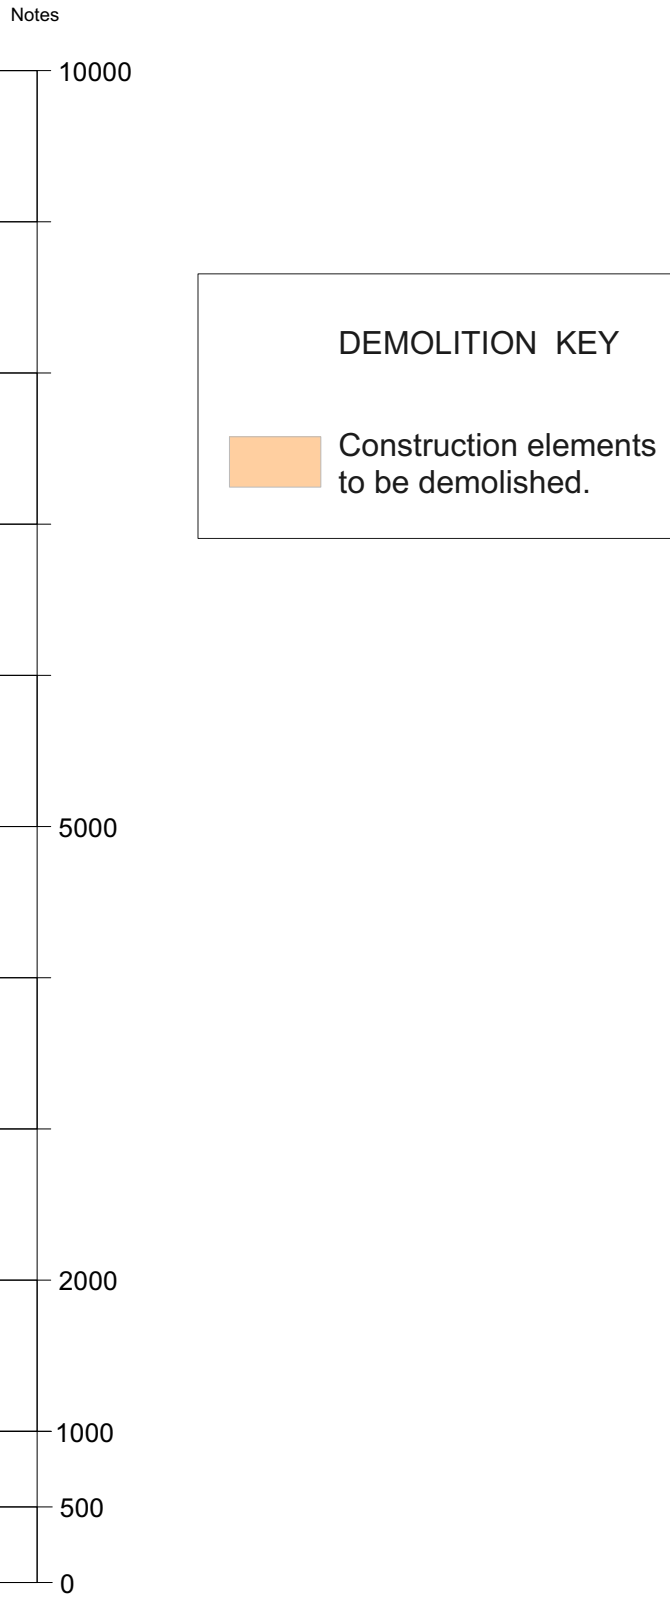 Notes
10000
DEMOLITION KEY
Construction elements
to be demolished.
5000
2000
1000
500
0